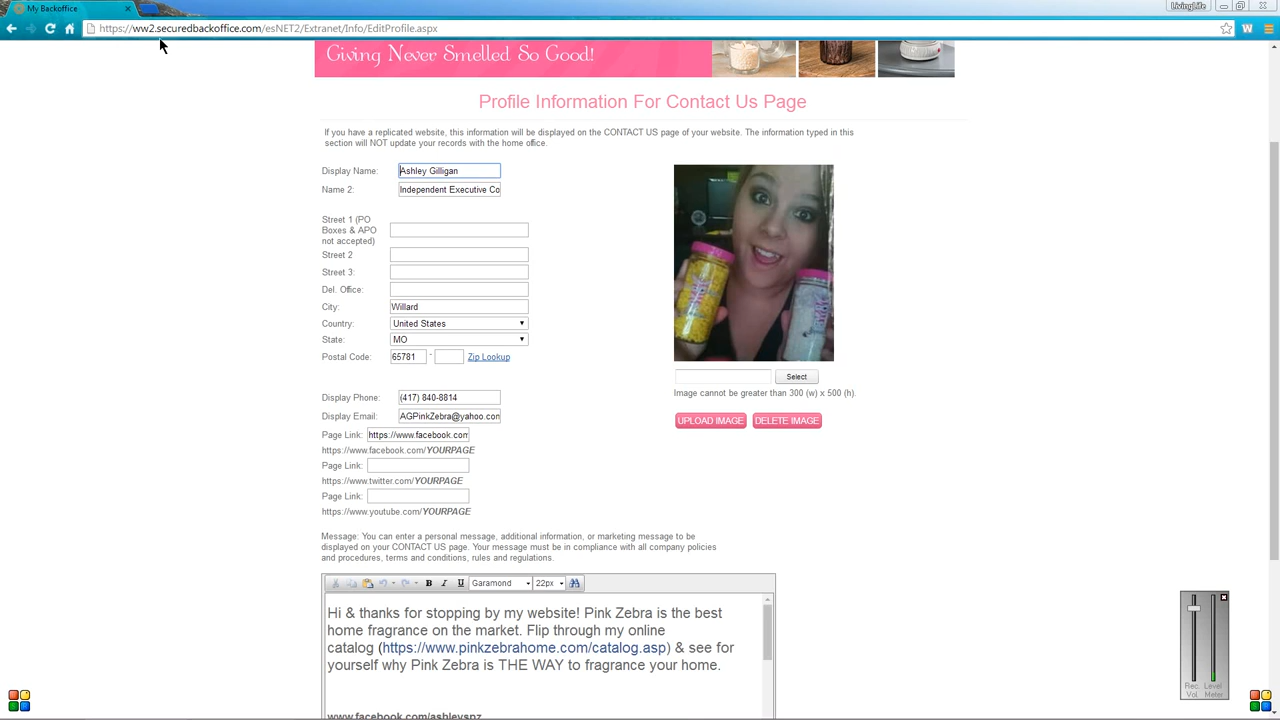 My Backoffice
LivingLife
https://ww2.securedbackoffice.com/esNET2/Extranet/Info/EditProfile.aspx
Giving Never Smelled So Good!
Profile Information For Contact Us Page
If you have a replicated website, this information will be displayed on the CONTACT US page of your website. The information typed in this
section will NOT update your records with the home office.
Display Name: Ashley Gilligan
Name 2: Independent Executive Co
Street 1 (PO
Boxes & APO
not accepted)
Street 2
Street 3:
Del. Office:
City: Willard
Country: United States
State: MO
Postal Code: 65781 - Zip Lookup
Select
Image cannot be greater than 300 (w) x 500 (h).
UPLOAD IMAGE DELETE IMAGE
Display Phone: (417) 840-8814
Display Email: AGPinkZebra@yahoo.con
Page Link: https://www.facebook.com
https://www.facebook.com/YOURPAGE
Page Link:
https://www.twitter.com/YOURPAGE
Page Link:
https://www.youtube.com/YOURPAGE
Message: You can enter a personal message, additional information, or marketing message to be
displayed on your CONTACT US page. Your message must be in compliance with all company policies
and procedures, terms and conditions, rules and regulations.
B I U Garamond 22px
Hi & thanks for stopping by my website! Pink Zebra is the best
home fragrance on the market. Flip through my online
catalog (https://www.pinkzebrahome.com/catalog.asp) & see for
yourself why Pink Zebra is THE WAY to fragrance your home.
www.facebook.com/ashleyspz
Rec. Level
Vol Meter